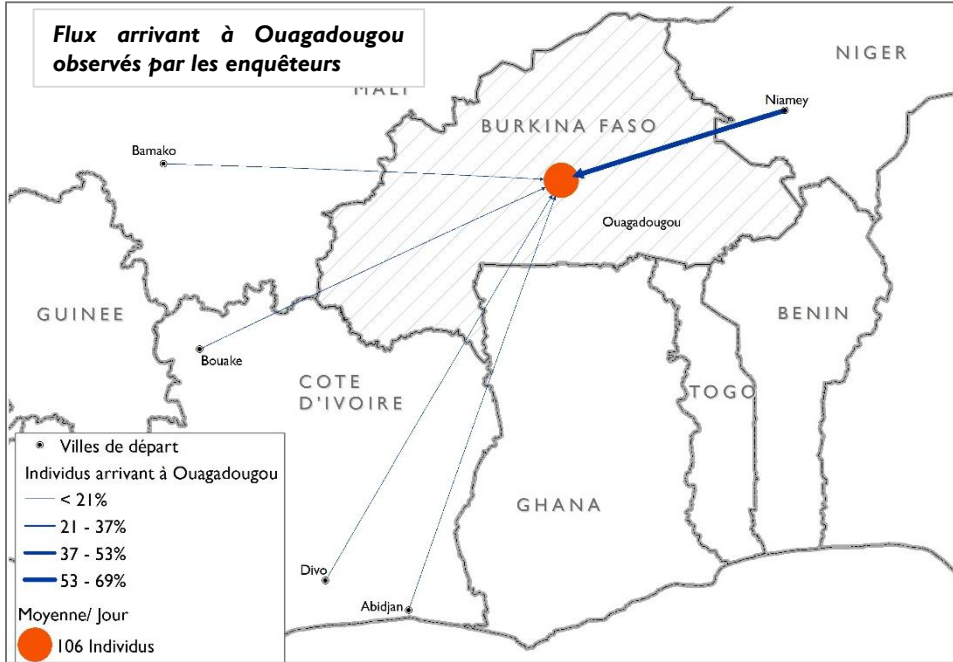 Flux arrivant à Ouagadougou
observés par les enquêteurs
MALI
NIGER
Niamey
BURKINA FASO
Bamako
Ouagadougou
GUINEE
BENIN
Bouake
COTE
D'IVOIRE
TOGO
GHANA
Divo
Abidjan
Villes de départ
Individus arrivant à Ouagadougou
< 21%
21 - 37%
37 - 53%
53 - 69%
Moyenne/ Jour
106 Individus